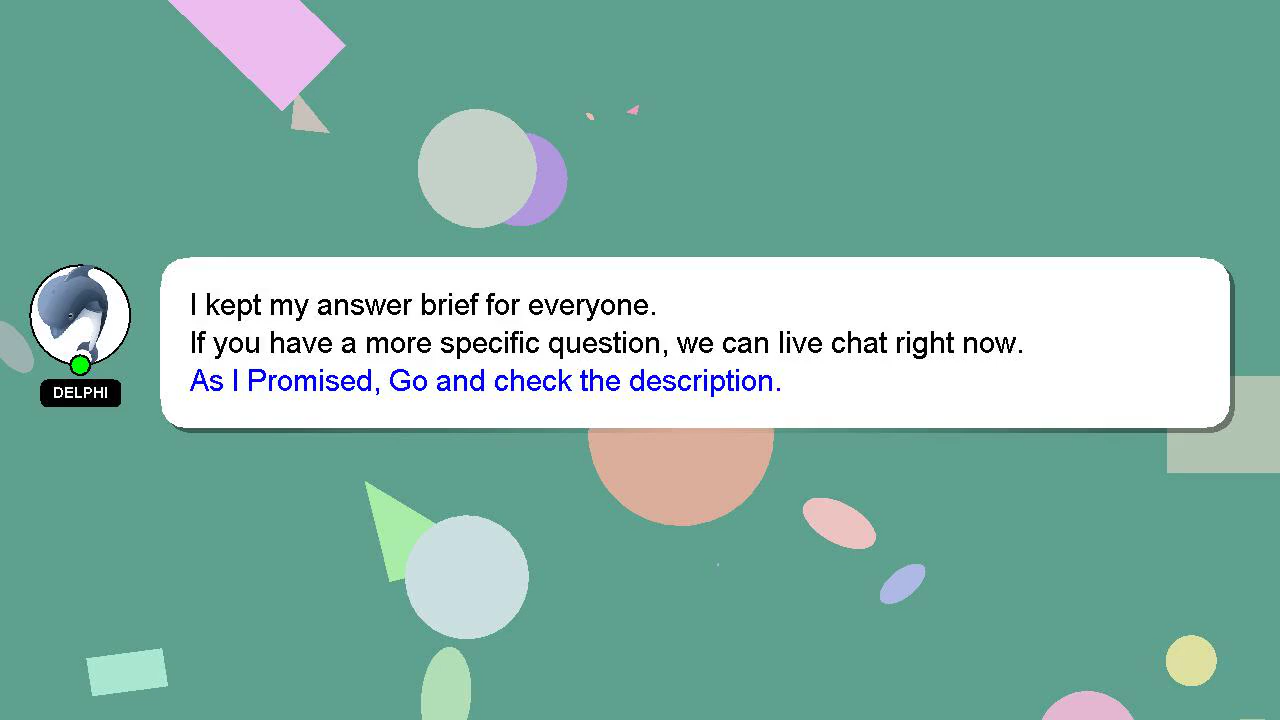 I kept my answer brief for everyone.
If you have a more specific question, we can live chat right now.
As I Promised, Go and check the description.
DELPHI